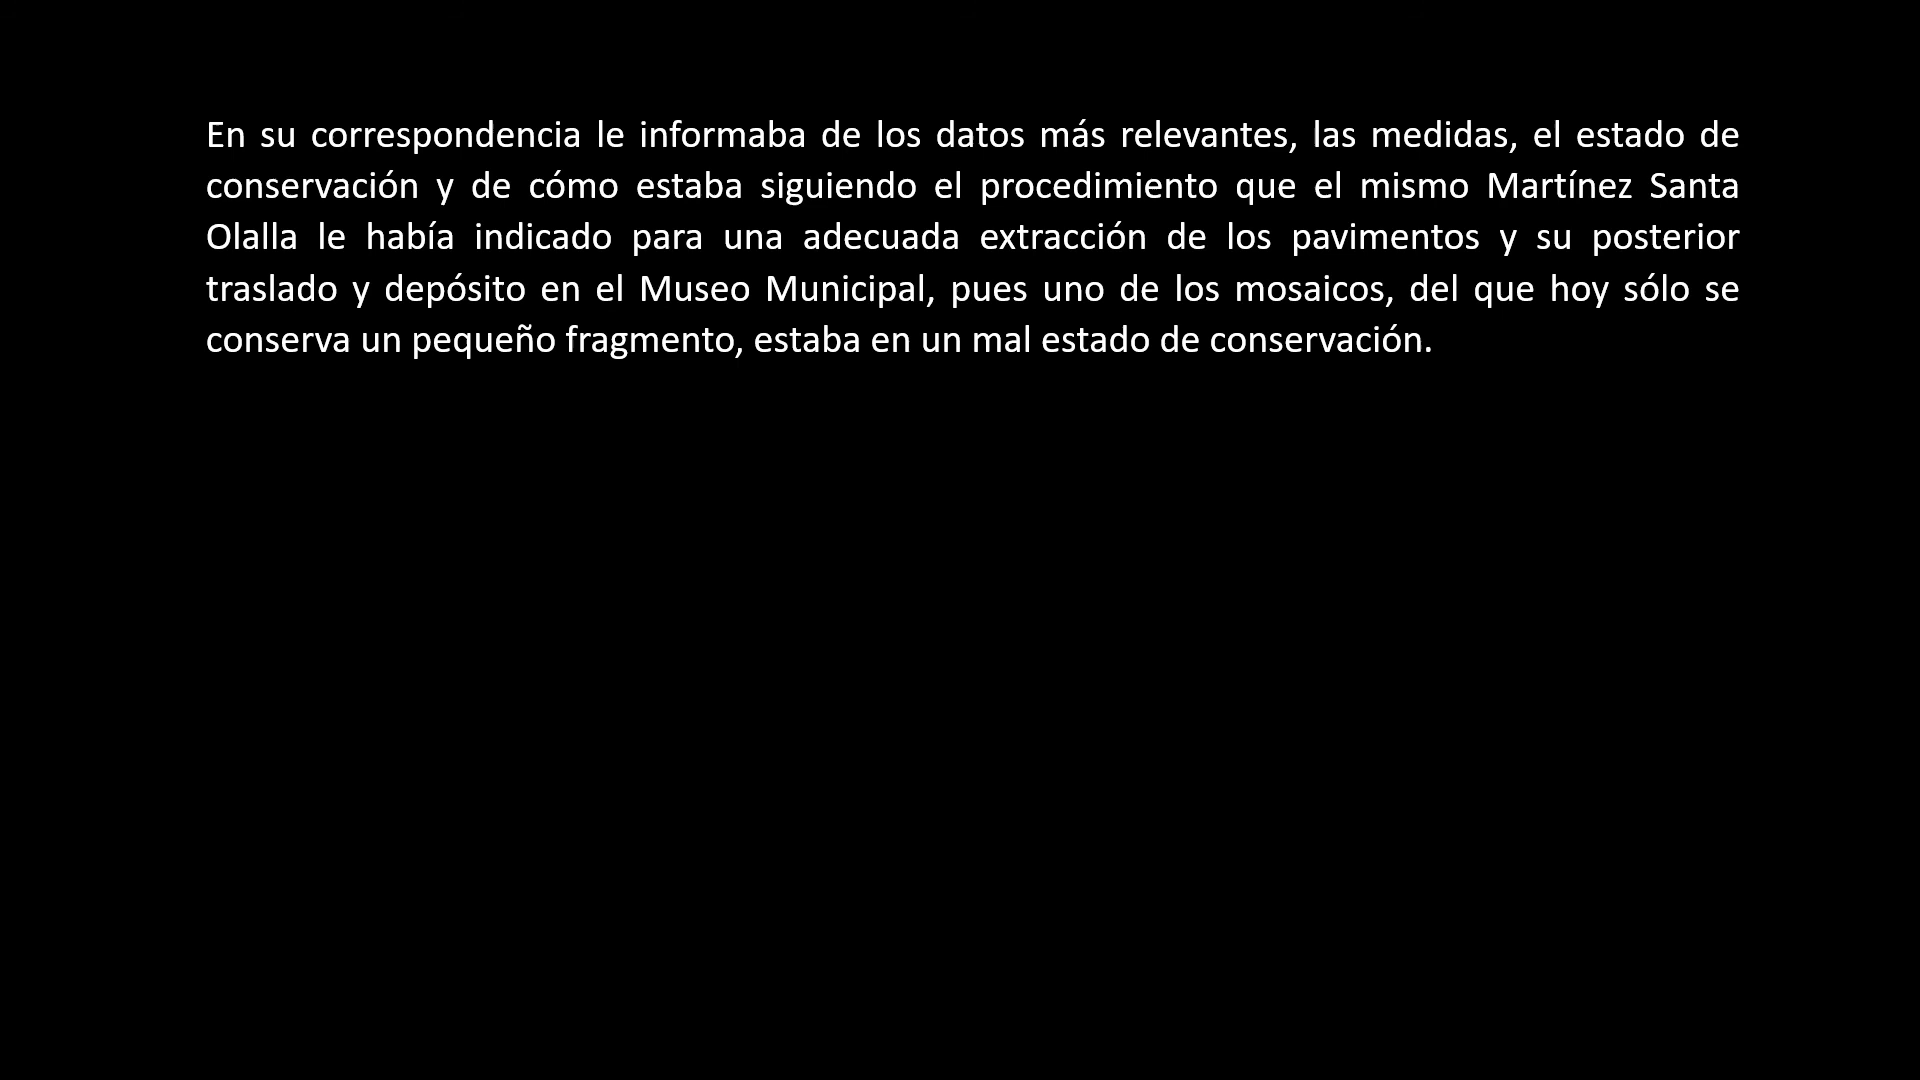 En su correspondencia le informaba de los datos más relevantes, las medidas, el estado de
conservación y de cómo estaba siguiendo el procedimiento que el mismo Martínez Santa
Olalla le había indicado para una adecuada extracción de los pavimentos y su posterior
traslado y depósito en el Museo Municipal, pues uno de los mosaicos, del que hoy sólo se
conserva un pequeño fragmento, estaba en un mal estado de conservación.